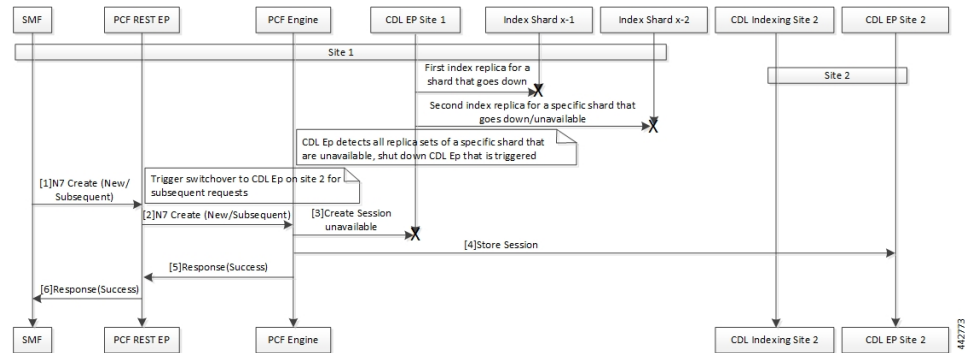 SMF
PCF REST EP
PCF Engine
CDL EP Site 1
Index Shard x-1
Index Shard x-2
CDL Indexing Site 2
CDL EP Site 2
Site 1
First index replica for a
shard that goes down
Site 2
Second index replica for a specific shard that
goes down/unavailable
CDL Ep detects all replica sets of a specific shard that
are unavailable, shut down CDL Ep that is triggered
[1]N7 Create (New/
Subsequent)
Trigger switchover to CDL Ep on site 2 for
subsequent requests
[2]N7 Create (New/Subsequent)
[3]Create Session
unavailable
[4]Store Session
[5]Response(Success)
[6]Response(Success)
SMF
PCF REST EP
PCF Engine
CDL Indexing Site 2
CDL EP Site 2
442773